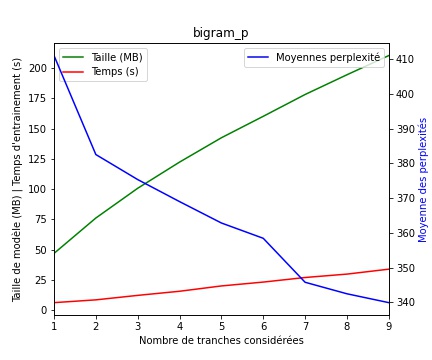 bigram_p
Taille (MB)
Temps (s)
Moyennes perplexité
Taille de modèle (MB) | Temps d'entrainement (s)
200
175
150
125
100
75
50
25
0
410
400
390
380
370
360
350
340
Moyenne des perplexités
1 2 3 4 5 6 7 8 9
Nombre de tranches considérées